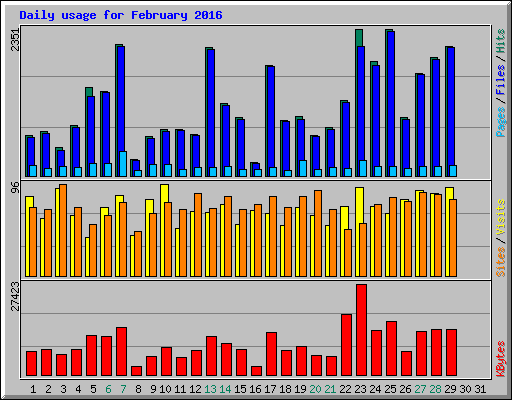 Daily usage for February 2016
2351
Pages / Files / Hits
96
Sites / Visits
27423
KBytes
1 2 3 4 5 6 7 8 9 10 11 12 13 14 15 16 17 18 19 20 21 22 23 24 25 26 27 28 29 30 31